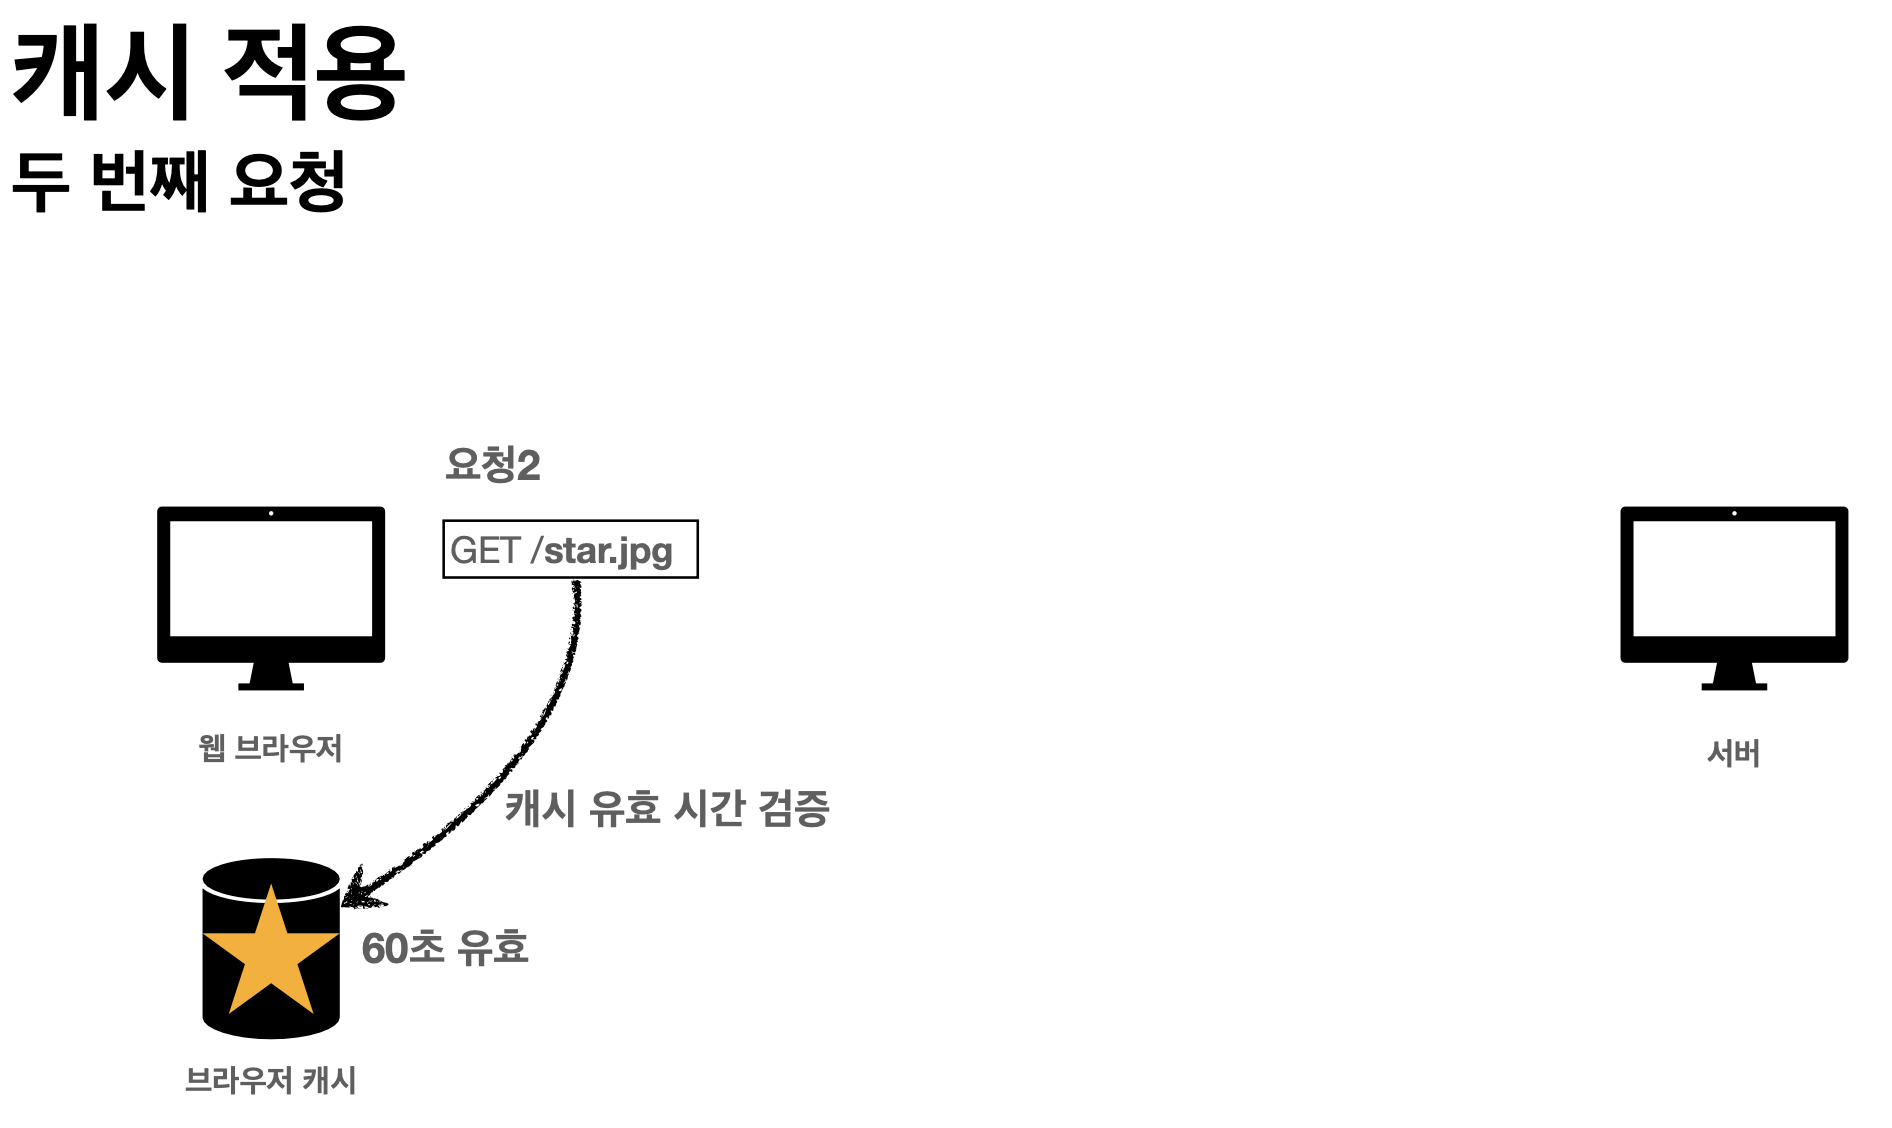 캐시 적용
두 번째 요청
요청2
GET /star.jpg
웹 브라우저
서버
캐시 유효 시간 검증
60초 유효
브라우저 캐시